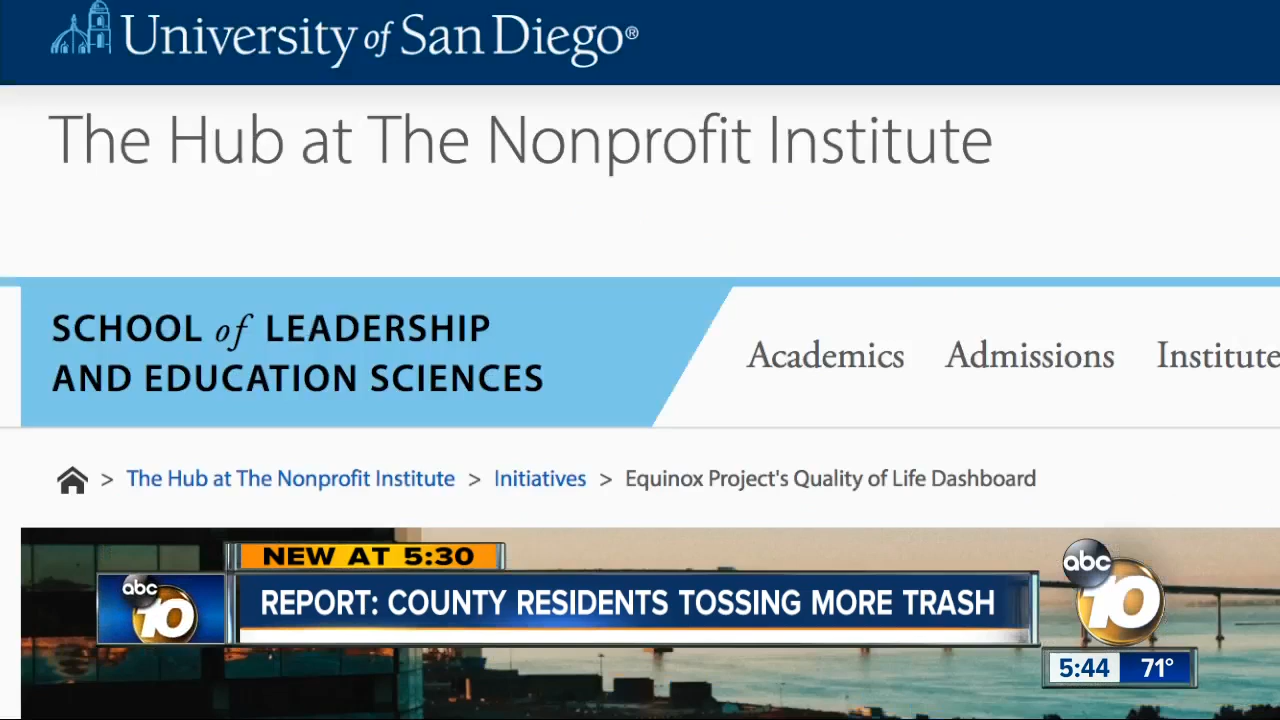 University of San Diego®
The Hub at The Nonprofit Institute
SCHOOL of LEADERSHIP
AND EDUCATION SCIENCES
Academics Admissions Institute
> The Hub at The Nonprofit Institute > Initiatives > Equinox Project's Quality of Life Dashboard
NEW AT 5:30
abc 10
REPORT: COUNTY RESIDENTS TOSSING MORE TRASH
abc 10
5:44 71°